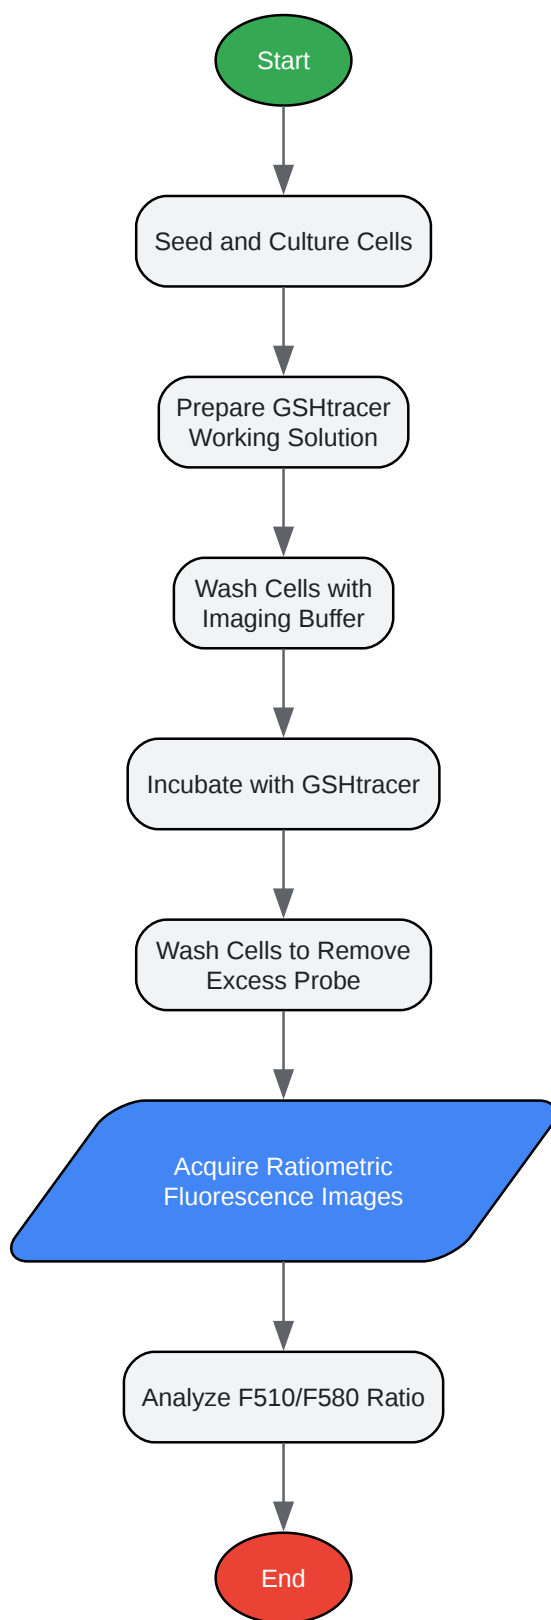 Start
Seed and Culture Cells
Prepare GSHtracer
Working Solution
Wash Cells with
Imaging Buffer
Incubate with GSHtracer
Wash Cells to Remove
Excess Probe
Acquire Ratiometric
Fluorescence Images
Analyze F510/F580 Ratio
End